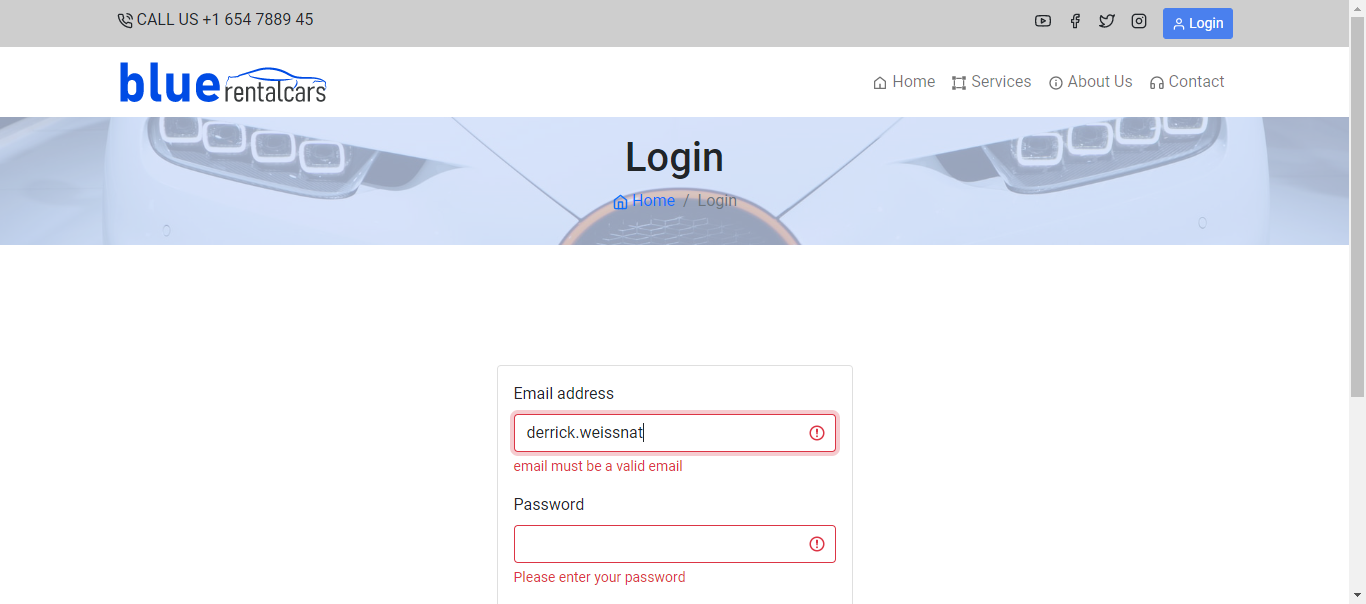 CALL US +1 654 7889 45
Login
blue rentalcars
Home Services About Us Contact
Login
Home / Login
Email address
derrick.weissnat
email must be a valid email
Password
Please enter your password